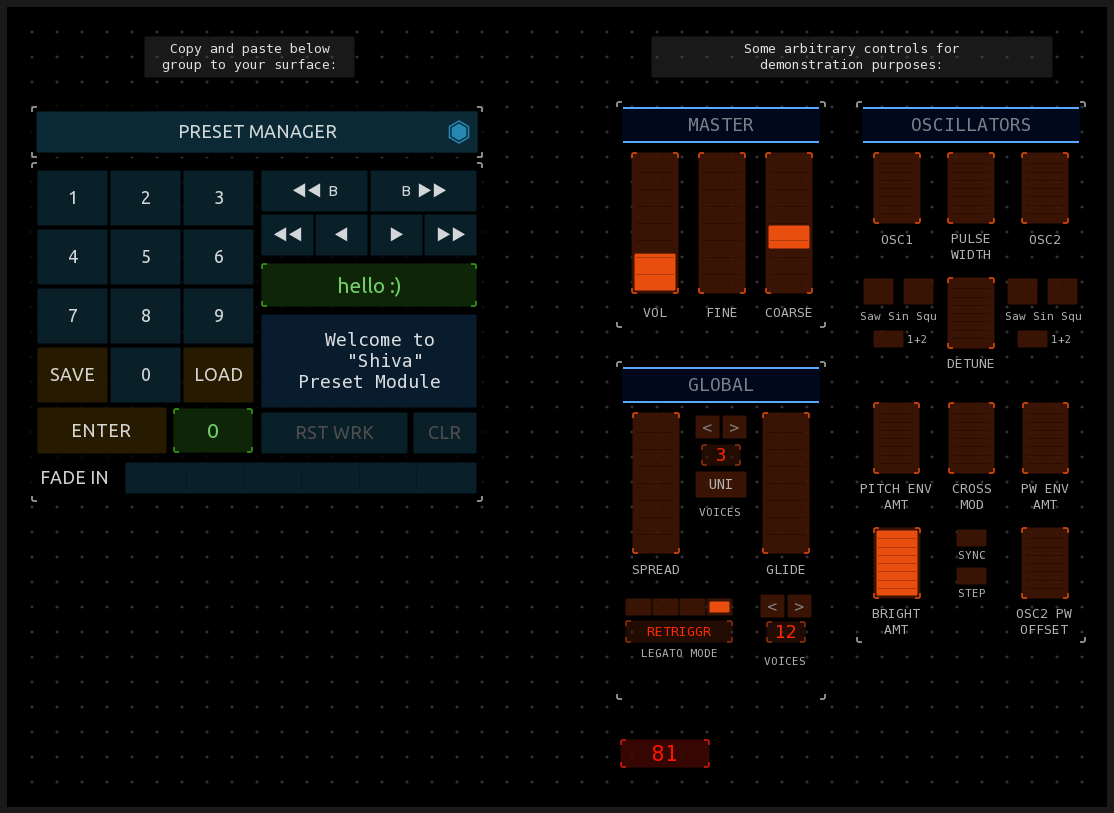 Copy and paste below
group to your surface:
Some arbitrary controls for
demonstration purposes:
PRESET MANAGER
1 2 3
4 5 6
7 8 9
SAVE 0 LOAD
ENTER 0
◀◀ B B ▶▶
◀◀ ◀ ▶ ▶▶
hello :)
Welcome to
"Shiva"
Preset Module
RST WRK CLR
FADE IN
MASTER
VOL FINE COARSE
GLOBAL
< >
3
UNI
VOICES
SPREAD GLIDE
RETRIGGR
LEGATO MODE
< >
12
VOICES
81
OSCILLATORS
OSC1 PULSE WIDTH OSC2
Saw Sin Squ
1+2
DETUNE
Saw Sin Squ
1+2
PITCH ENV
AMT
CROSS
MOD
PW ENV
AMT
BRIGHT
AMT
SYNC
STEP
OSC2 PW
OFFSET